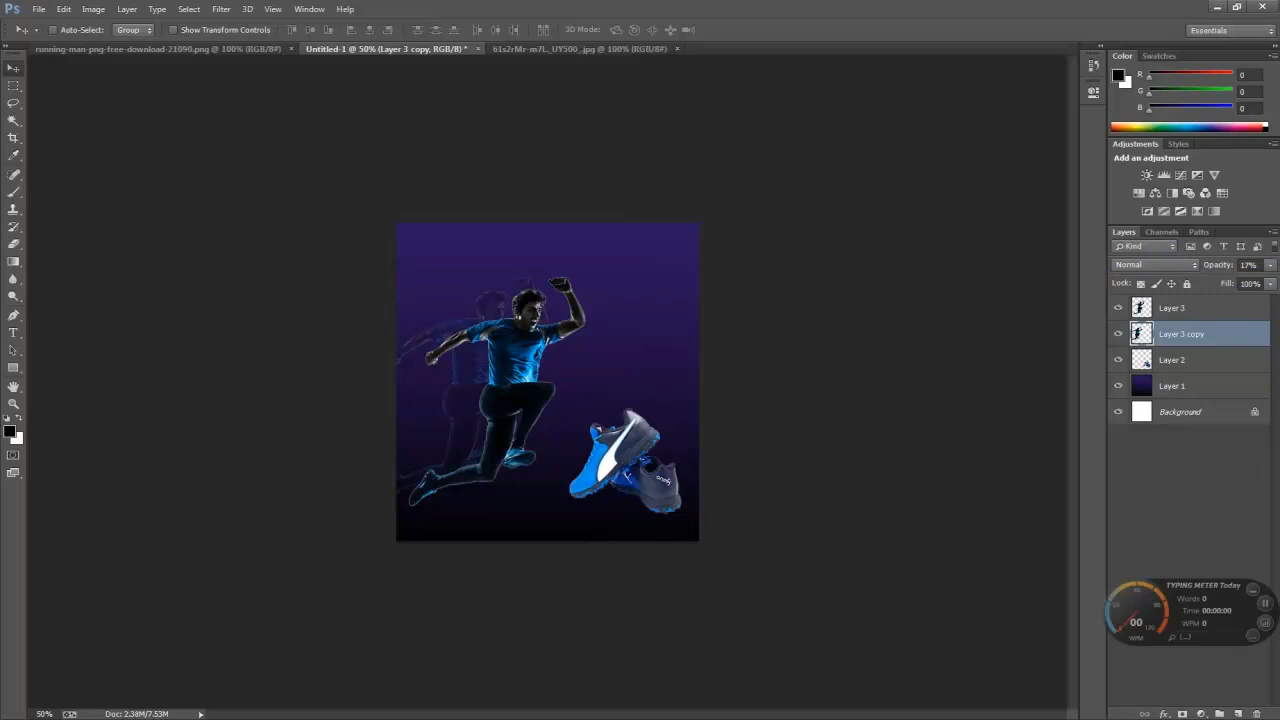 Ps File Edit Image Layer Type Select Filter 3D View Window Help
Auto-Select: Group Show Transform Controls 3D Mode: Essentials
running-man-png-free-download-21090.png @ 100% (RGB/8#) × Untitled-1 @ 50% (Layer 3 copy, RGB/8) * × 61s2rMr-m7L._UY500_.jpg @ 100% (RGB/8#) ×
Color Swatches
R 0
G 0
B 0
Adjustments Styles
Add an adjustment
Layers Channels Paths
Kind
Normal Opacity: 17%
Lock: Fill: 100%
Layer 3
Layer 3 copy
Layer 2
Layer 1
Background
TYPING METER Today
Words 0
Time 00:00:00
WPM 0
00
WPM
120
[...]
50% Doc: 2.38M/7.53M